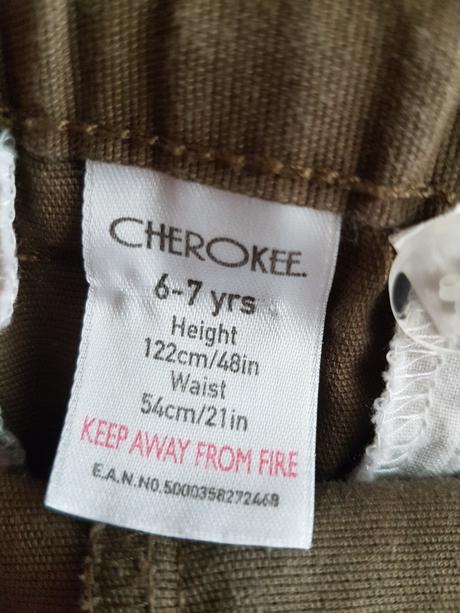 CHEROKEE.
6-7 yrs
Height
122cm/48in
Waist
54cm/21in
KEEP AWAY FROM FIRE
E.A.N.NO.5000358272468